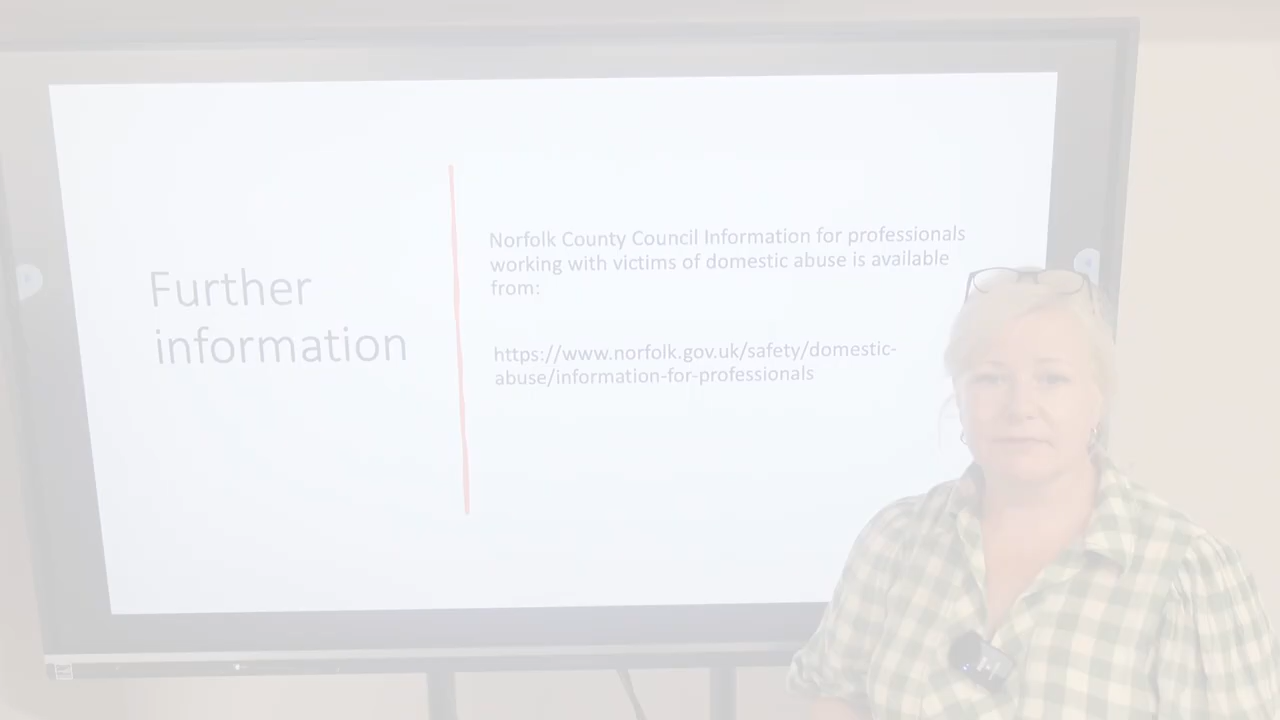 Further
information
Norfolk County Council Information for professionals
working with victims of domestic abuse is available
from:
https://www.norfolk.gov.uk/safety/domestic-
abuse/information-for-professionals